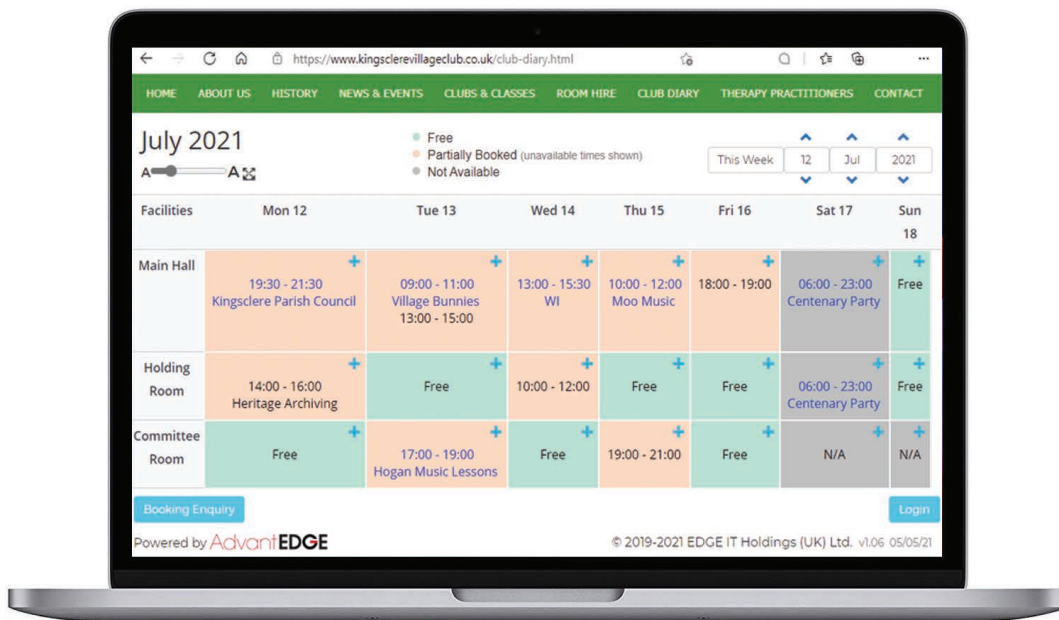 https://www.kingsclerevillageclub.co.uk/club-diary.html
HOME ABOUT US HISTORY NEWS & EVENTS CLUBS & CLASSES ROOM HIRE CLUB DIARY THERAPY PRACTITIONERS CONTACT
July 2021
A A
Free
Partially Booked (unavailable times shown)
Not Available
This Week 12 Jul 2021
Facilities Mon 12 Tue 13 Wed 14 Thu 15 Fri 16 Sat 17 Sun
18
Main Hall
19:30 - 21:30 09:00 - 11:00 13:00 - 15:30 10:00 - 12:00 18:00 - 19:00 06:00 - 23:00 Free
Kingsclere Parish Council Village Bunnies WI Moo Music Centenary Party
13:00 - 15:00
Holding
Room
14:00 - 16:00 Free 10:00 - 12:00 Free Free 06:00 - 23:00 Free
Heritage Archiving Centenary Party
Committee
Room
Free 17:00 - 19:00 Free 19:00 - 21:00 Free N/A N/A
Hogan Music Lessons
Booking Enquiry Login
Powered by AdvantEDGE © 2019-2021 EDGE IT Holdings (UK) Ltd. v1.06 05/05/21